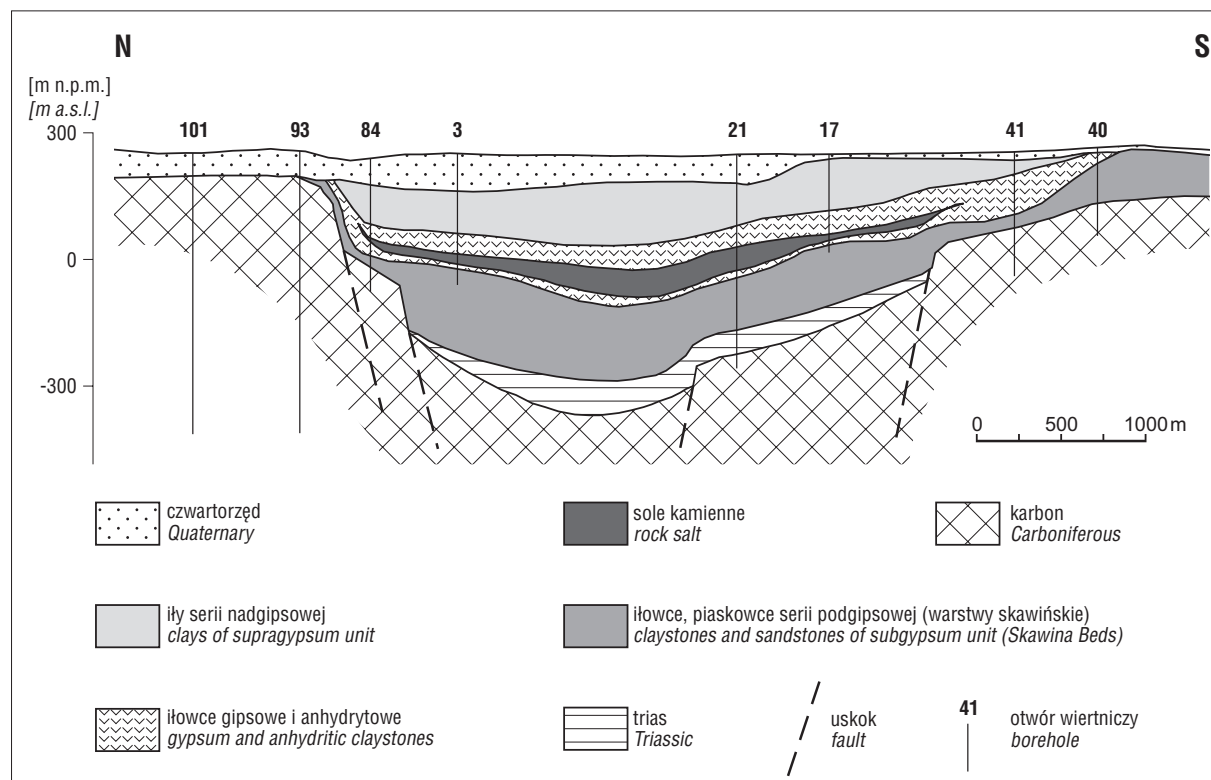 N
S
[m n.p.m.]
[m a.s.l.]
101 93 84 3 21 17 41 40
300
0
-300
0 500 1000 m
czwartorzęd
Quaternary
sole kamienne
rock salt
karbon
Carboniferous
iły serii nadgipsowej
clays of supragypsum unit
iłowce, piaskowce serii podgipsowej (warstwy skawińskie)
claystones and sandstones of subgypsum unit (Skawina Beds)
iłowce gipsowe i anhydrytowe
gypsum and anhydritic claystones
trias
Triassic
uskok
fault
41
otwór wiertniczy
borehole